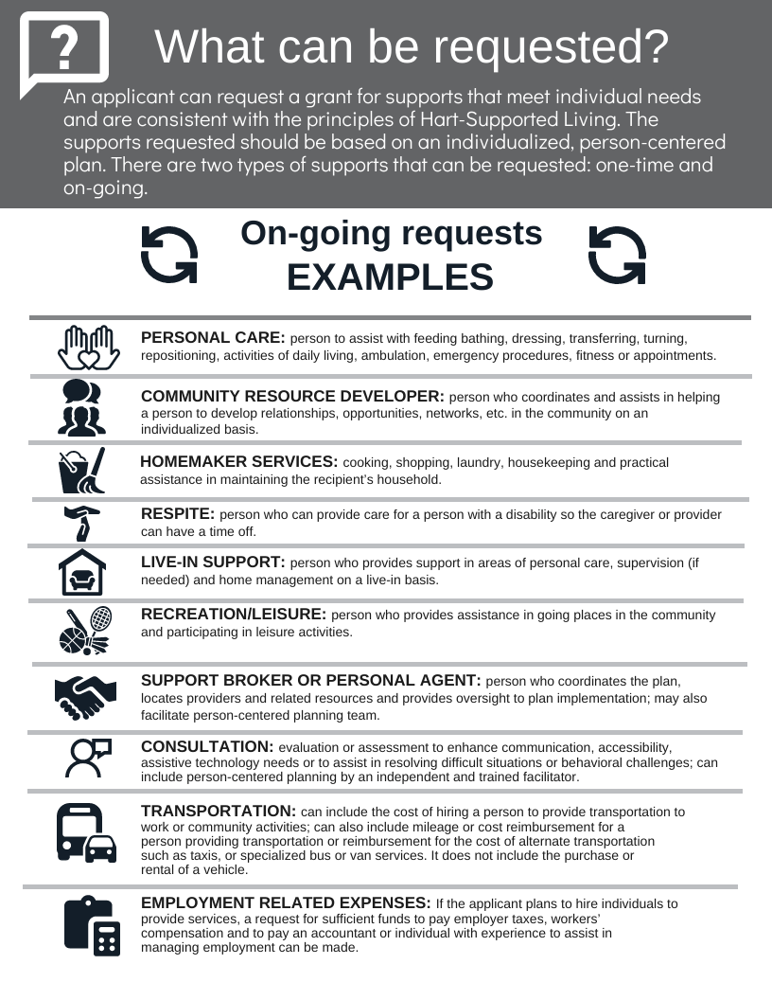 ?
What can be requested?
An applicant can request a grant for supports that meet individual needs
and are consistent with the principles of Hart-Supported Living. The
supports requested should be based on an individualized, person-centered
plan. There are two types of supports that can be requested: one-time and
on-going.
On-going requests
EXAMPLES
PERSONAL CARE: person to assist with feeding bathing, dressing, transferring, turning,
repositioning, activities of daily living, ambulation, emergency procedures, fitness or appointments.
COMMUNITY RESOURCE DEVELOPER: person who coordinates and assists in helping
a person to develop relationships, opportunities, networks, etc. in the community on an
individualized basis.
HOMEMAKER SERVICES: cooking, shopping, laundry, housekeeping and practical
assistance in maintaining the recipient’s household.
RESPITE: person who can provide care for a person with a disability so the caregiver or provider
can have a time off.
LIVE-IN SUPPORT: person who provides support in areas of personal care, supervision (if
needed) and home management on a live-in basis.
RECREATION/LEISURE: person who provides assistance in going places in the community
and participating in leisure activities.
SUPPORT BROKER OR PERSONAL AGENT: person who coordinates the plan,
locates providers and related resources and provides oversight to plan implementation; may also
facilitate person-centered planning team.
CONSULTATION: evaluation or assessment to enhance communication, accessibility,
assistive technology needs or to assist in resolving difficult situations or behavioral challenges; can
include person-centered planning by an independent and trained facilitator.
TRANSPORTATION: can include the cost of hiring a person to provide transportation to
work or community activities; can also include mileage or cost reimbursement for a
person providing transportation or reimbursement for the cost of alternate transportation
such as taxis, or specialized bus or van services. It does not include the purchase or
rental of a vehicle.
EMPLOYMENT RELATED EXPENSES: If the applicant plans to hire individuals to
provide services, a request for sufficient funds to pay employer taxes, workers’
compensation and to pay an accountant or individual with experience to assist in
managing employment can be made.